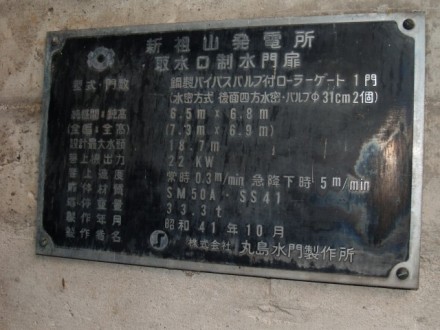 新祖山発電所
取水口制水門扉
型式・門数 鋼製バイパスバルブ付ローラーゲート 1門
(水密方式 後面四方水密・バルブφ31cm2個)
純径間:純高 6.5m × 6.8m
(全幅:全高) (7.3m × 6.9m)
設計最大水頭 18.7m
巻上機出力 22 KW
巻上速度 常時0.3m/min 急降下時5m/min
扉体材質 SM50A・SS41
扉体重量 33.3t
製作年月 昭和41年10月
製作者名 株式会社 丸島水門製作所